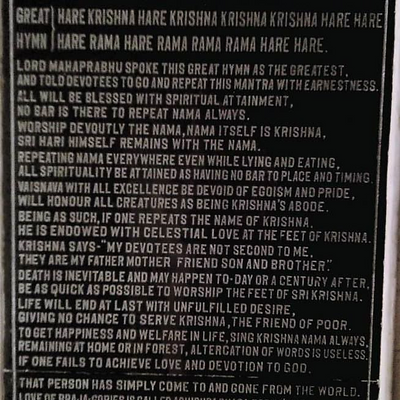 GREAT HARE KRISHNA HARE KRISHNA KRISHNA KRISHNA HARE HARE
HYMN HARE RAMA HARE RAMA RAMA RAMA HARE HARE.
LORD MAHAPRABHU SPOKE THIS GREAT HYMN AS THE GREATEST,
AND TOLD DEVOTEES TO GO AND REPEAT THIS MANTRA WITH EARNESTNESS.
ALL WILL BE BLESSED WITH SPIRITUAL ATTAINMENT,
NO BAR IS THERE TO REPEAT NAMA ALWAYS.
WORSHIP DEVOUTLY THE NAMA, NAMA ITSELF IS KRISHNA,
SRI HARI HIMSELF REMAINS WITH THE NAMA.
REPEATING NAMA EVERYWHERE EVEN WHILE LYING AND EATING,
ALL SPIRITUALITY BE ATTAINED AS HAVING NO BAR TO PLACE AND TIMING.
VAISNAVA WITH ALL EXCELLENCE BE DEVOID OF EGOISM AND PRIDE,
WILL HONOUR ALL CREATURES AS BEING KRISHNA'S ABODE.
BEING AS SUCH, IF ONE REPEATS THE NAME OF KRISHNA,
HE IS ENDOWED WITH CELESTIAL LOVE AT THE FEET OF KRISHNA.
KRISHNA SAYS-"MY DEVOTEES ARE NOT SECOND TO ME,
THEY ARE MY FATHER MOTHER FRIEND SON AND BROTHER."
DEATH IS INEVITABLE AND MAY HAPPEN TO-DAY OR A CENTURY AFTER,
BE AS QUICK AS POSSIBLE TO WORSHIP THE FEET OF SRI KRISHNA.
LIFE WILL END AT LAST WITH UNFULFILLED DESIRE,
GIVING NO CHANCE TO SERVE KRISHNA, THE FRIEND OF POOR.
TO GET HAPPINESS AND WELFARE IN LIFE, SING KRISHNA NAMA ALWAYS,
REMAINING AT HOME OR IN FOREST, ALTERCATION OF WORDS IS USELESS.
IF ONE FAILS TO ACHIEVE LOVE AND DEVOTION TO GOD.
THAT PERSON HAS SIMPLY COME TO AND GONE FROM THE WORLD.
LOVE OF BRAJA-GOPIES IS CALLED